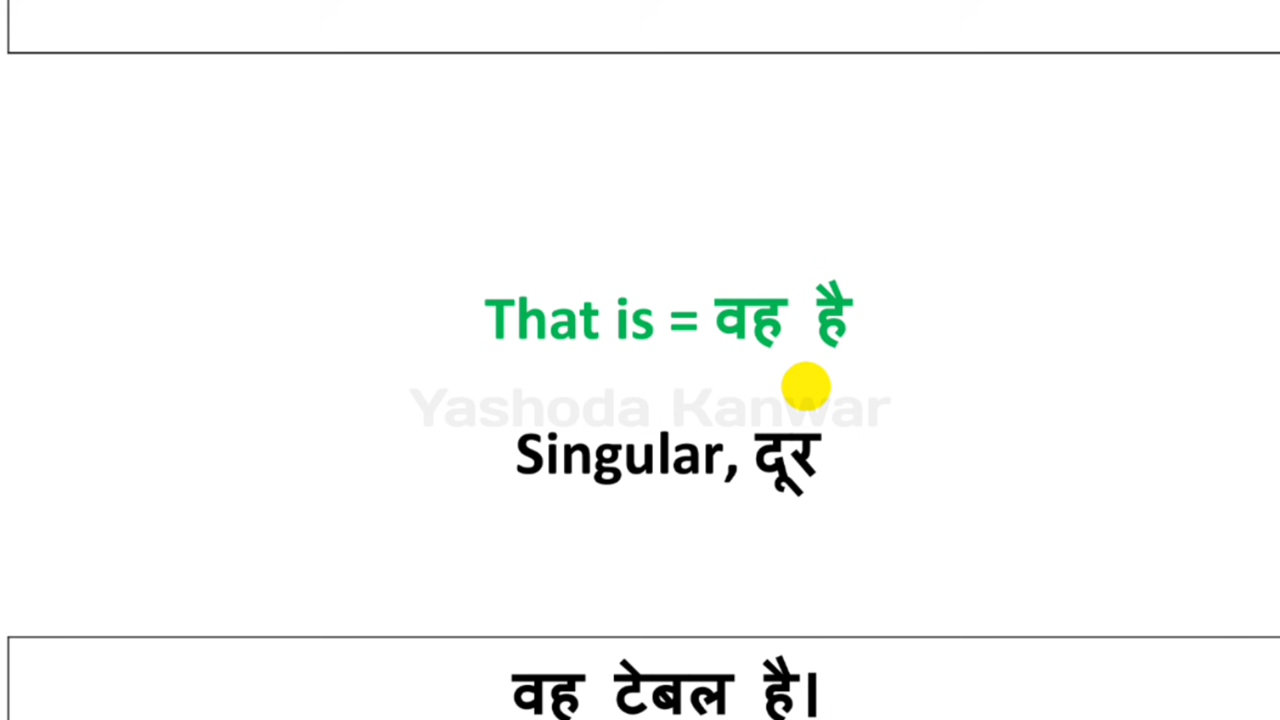 That is = वह है
Yashoda Kanwar
Singular, दूर
वह टेबल है।